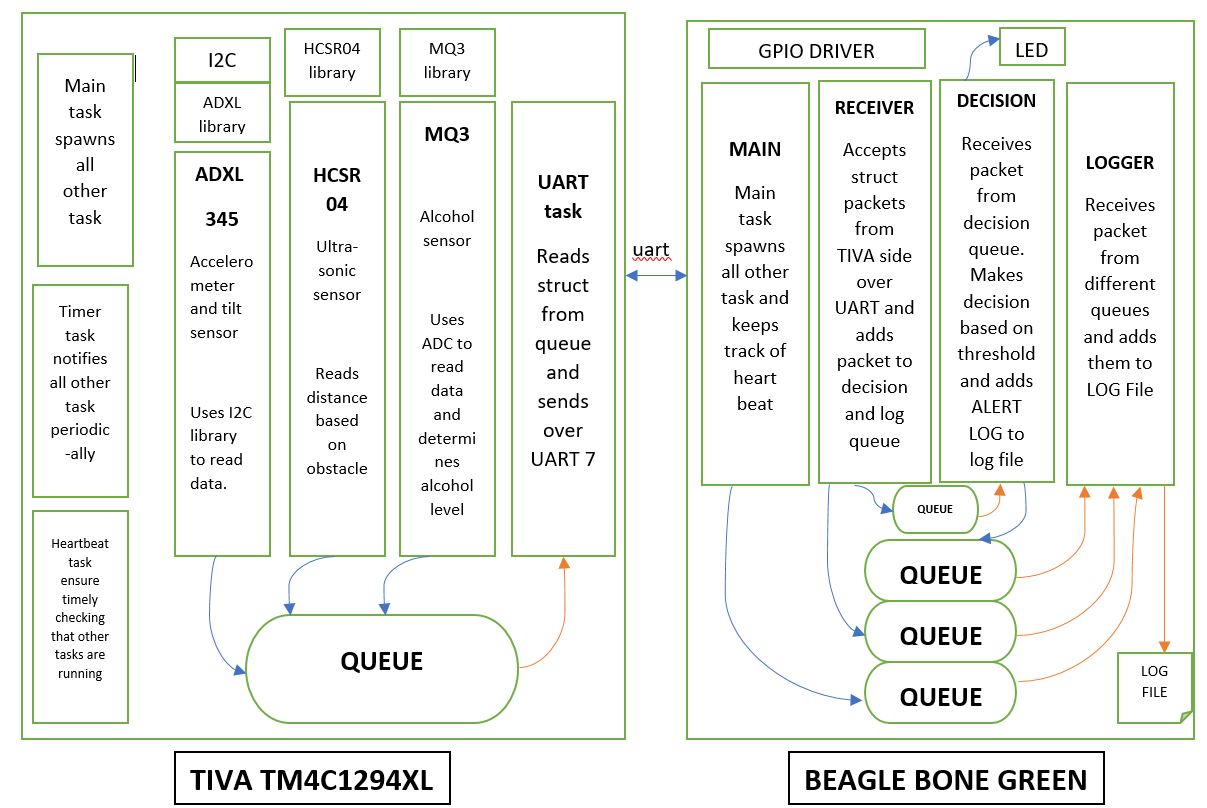 Main
task
spawns
all
other
task
Timer
task
notifies
all other
task
periodic
-ally
Heartbeat
task
ensure
timely
checking
that other
tasks are
running
I2C
ADXL
library
ADXL
345
Accelero
meter
and tilt
sensor
Uses I2C
library
to read
data.
HCSR04
library
HCSR
04
Ultra-
sonic
sensor
Reads
distance
based
on
obstacle
MQ3
library
MQ3
Alcohol
sensor
Uses
ADC to
read
data
and
determi
nes
alcohol
level
UART
task
Reads
struct
from
queue
and
sends
over
UART 7
QUEUE
TIVA TM4C1294XL
uart
GPIO DRIVER
LED
MAIN
Main
task
spawns
all other
task and
keeps
track of
heart
beat
RECEIVER
Accepts
struct
packets
from
TIVA side
over
UART and
adds
packet to
decision
and log
queue
DECISION
Receives
packet
from
decision
queue.
Makes
decision
based on
threshold
and adds
ALERT
LOG to
log file
LOGGER
Receives
packet
from
different
queues
and adds
them to
LOG File
QUEUE
QUEUE
QUEUE
QUEUE
LOG
FILE
BEAGLE BONE GREEN